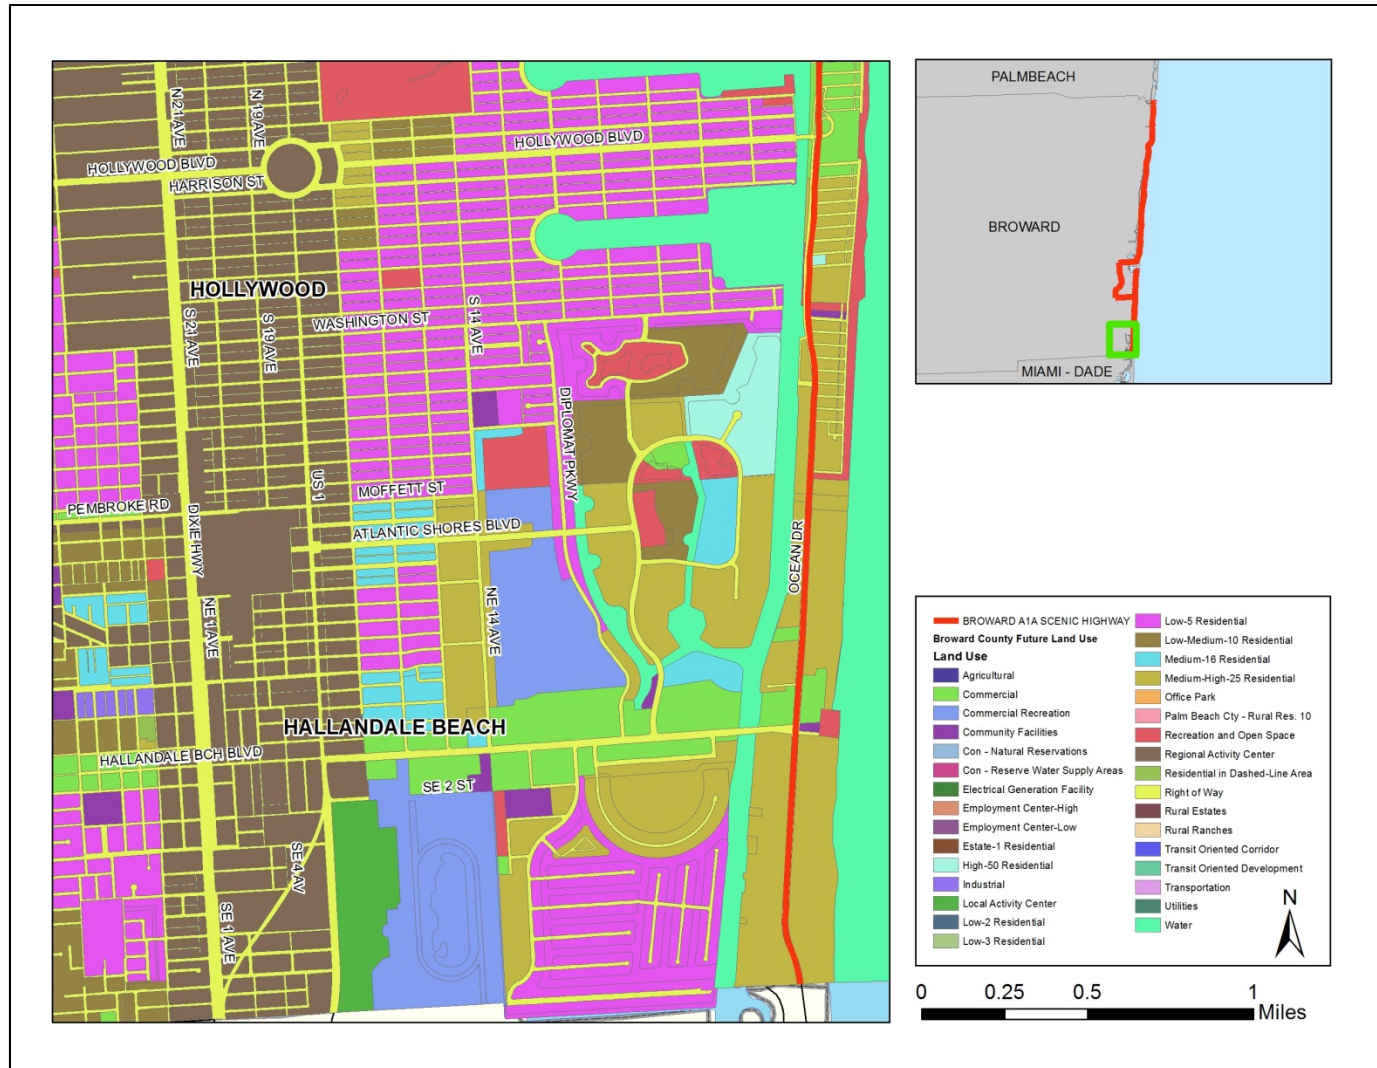 N 21 AVE
N 19 AVE
HOLLYWOOD BLVD
HOLLYWOOD BLVD
HARRISON ST
HOLLYWOOD
WASHINGTON ST
S 14 AVE
S 21 AVE
S 19 AVE
DIPLOMAT PKWY
US 1
MOFFETT ST
PEMBROKE RD
DIXIE HWY
ATLANTIC SHORES BLVD
OCEAN DR
NE 1 AVE
NE 14 AVE
HALLANDALE BEACH
HALLANDALE BCH BLVD
SE 2 ST
SE 4 AV
SE 1 AVE
PALMBEACH
BROWARD
MIAMI - DADE
BROWARD A1A SCENIC HIGHWAY
Broward County Future Land Use
Land Use
Agricultural
Commercial
Commercial Recreation
Community Facilities
Con - Natural Reservations
Con - Reserve Water Supply Areas
Electrical Generation Facility
Employment Center-High
Employment Center-Low
Estate-1 Residential
High-50 Residential
Industrial
Local Activity Center
Low-2 Residential
Low-3 Residential
Low-5 Residential
Low-Medium-10 Residential
Medium-16 Residential
Medium-High-25 Residential
Office Park
Palm Beach Cty - Rural Res. 10
Recreation and Open Space
Regional Activity Center
Residential in Dashed-Line Area
Right of Way
Rural Estates
Rural Ranches
Transit Oriented Corridor
Transit Oriented Development
Transportation
Utilities
Water
N
0 0.25 0.5 1
Miles